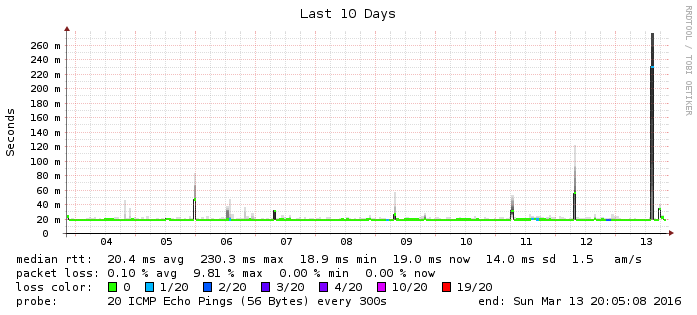 Last 10 Days
RRDTOOL / TOBI OETIKER
Seconds
260 m
240 m
220 m
200 m
180 m
160 m
140 m
120 m
100 m
80 m
60 m
40 m
20 m
0
04 05 06 07 08 09 10 11 12 13
median rtt: 20.4 ms avg 230.3 ms max 18.9 ms min 19.0 ms now 14.0 ms sd 1.5 am/s
packet loss: 0.10 % avg 9.81 % max 0.00 % min 0.00 % now
loss color: 0 1/20 2/20 3/20 4/20 10/20 19/20
probe: 20 ICMP Echo Pings (56 Bytes) every 300s end: Sun Mar 13 20:05:08 2016